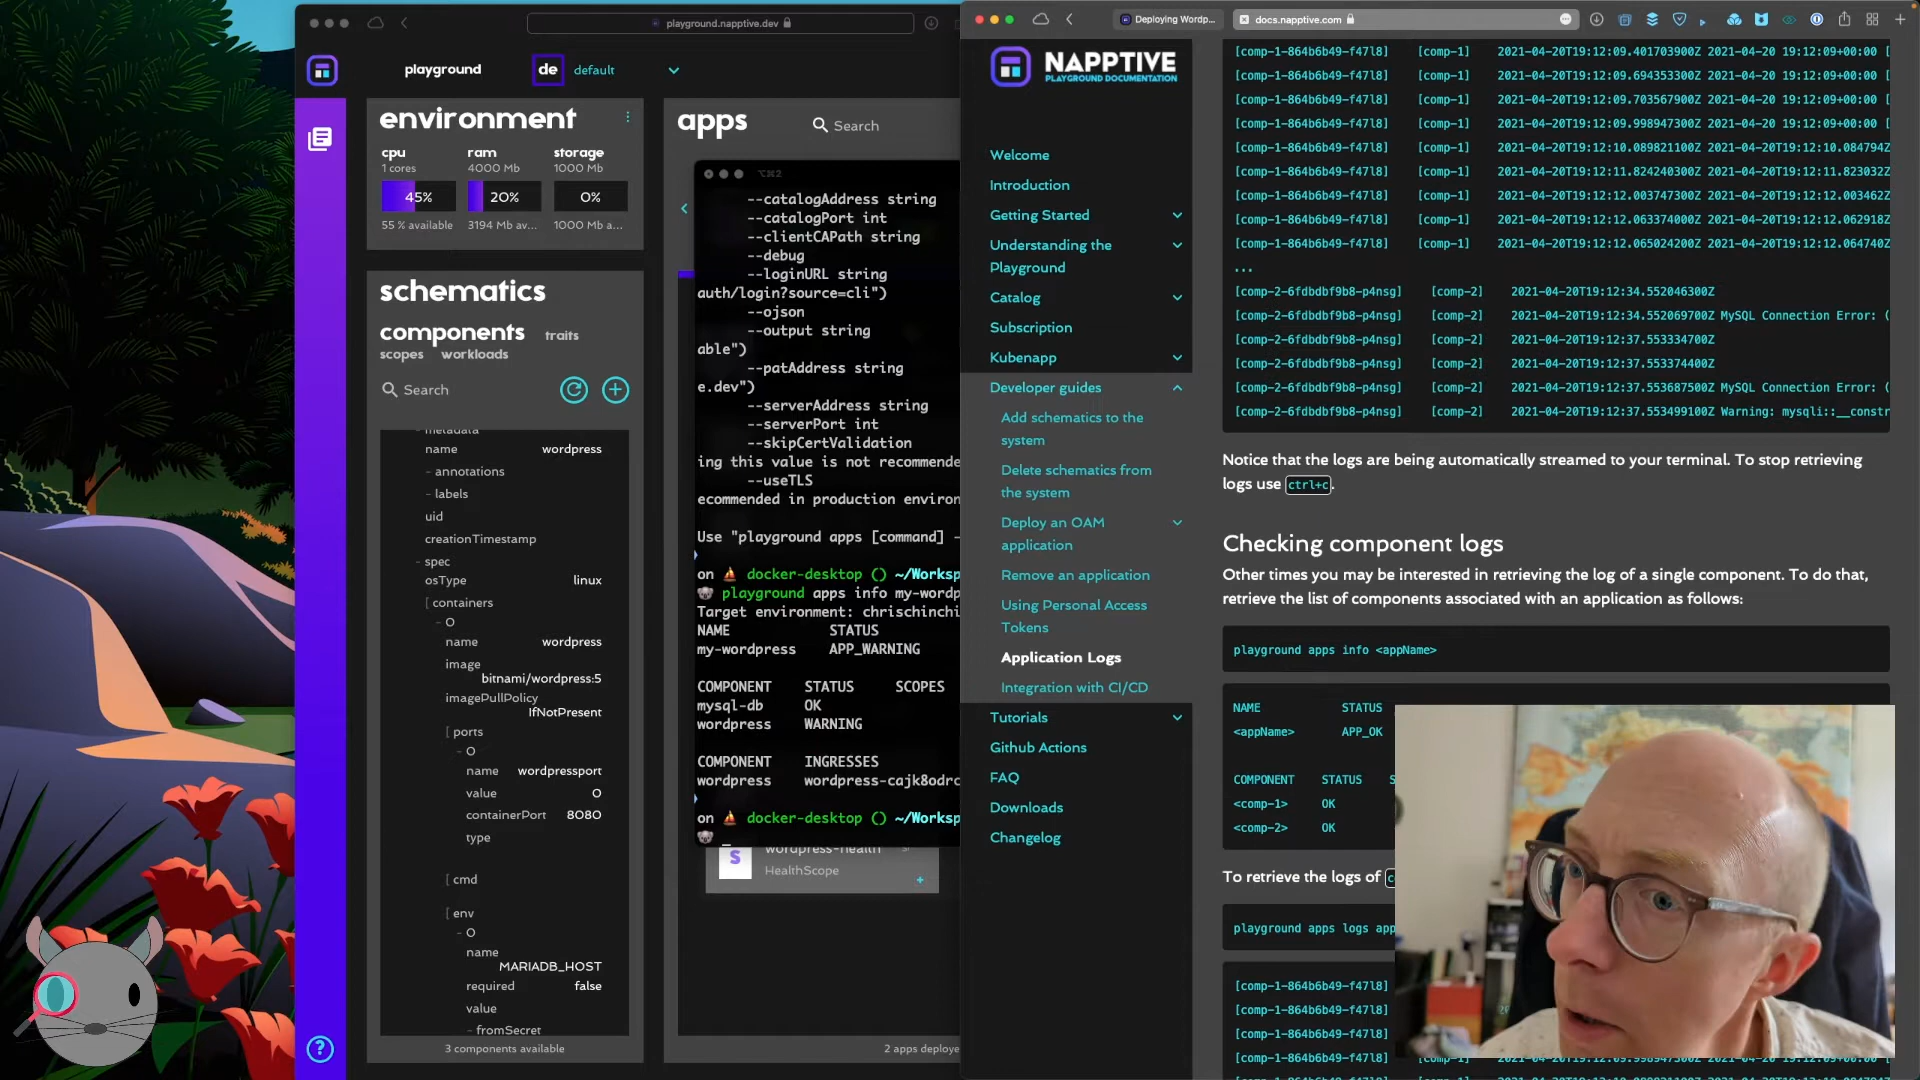 playground.napptive.dev
playground
de
default
environment
cpu
1 cores
45%
55 % available
ram
4000 Mb
20%
3194 Mb av...
storage
1000 Mb
0%
1000 Mb a...
schematics
components
traits
scopes
workloads
Search
metadata
name wordpress
- annotations
- labels
uid
creationTimestamp
- spec
osType linux
[ containers
- 0
name wordpress
image
bitnami/wordpress:5
imagePullPolicy
IfNotPresent
[ ports
- 0
name wordpressport
value 0
containerPort 8080
type
[ cmd
[ env
- 0
name
MARIADB_HOST
required false
value
- fromSecret
3 components available
apps
Search
⌥⌘2
--catalogAddress string
--catalogPort int
--clientCAPath string
--debug
--loginURL string
auth/login?source=cli")
--ojson
--output string
able")
--patAddress string
e.dev")
--serverAddress string
--serverPort int
--skipCertValidation
ing this value is not recommende
--useTLS
ecommended in production environ
Use "playground apps [command] -
on docker-desktop () ~/Worksp
playground apps info my-wordp
Target environment: chrischinchi
NAME STATUS
my-wordpress APP_WARNING
COMPONENT STATUS SCOPES
mysql-db OK
wordpress WARNING
COMPONENT INGRESSES
wordpress wordpress-cajk8odrc
on docker-desktop () ~/Worksp
S
wordpress-health
HealthScope
+
2 apps deploye
?
Deploying Wordp...
docs.napptive.com
NAPPTIVE
PLAYGROUND DOCUMENTATION
Welcome
Introduction
Getting Started
Understanding the
Playground
Catalog
Subscription
Kubenapp
Developer guides
Add schematics to the
system
Delete schematics from
the system
Deploy an OAM
application
Remove an application
Using Personal Access
Tokens
Application Logs
Integration with CI/CD
Tutorials
Github Actions
FAQ
Downloads
Changelog
[comp-1-864b6b49-f47l8] [comp-1] 2021-04-20T19:12:09.401703900Z 2021-04-20 19:12:09+00:00 [
[comp-1-864b6b49-f47l8] [comp-1] 2021-04-20T19:12:09.694353300Z 2021-04-20 19:12:09+00:00 [
[comp-1-864b6b49-f47l8] [comp-1] 2021-04-20T19:12:09.703567900Z 2021-04-20 19:12:09+00:00 [
[comp-1-864b6b49-f47l8] [comp-1] 2021-04-20T19:12:09.998947300Z 2021-04-20 19:12:09+00:00 [
[comp-1-864b6b49-f47l8] [comp-1] 2021-04-20T19:12:10.089821100Z 2021-04-20T19:12:10.084794Z
[comp-1-864b6b49-f47l8] [comp-1] 2021-04-20T19:12:11.824240300Z 2021-04-20T19:12:11.823032Z
[comp-1-864b6b49-f47l8] [comp-1] 2021-04-20T19:12:12.003747300Z 2021-04-20T19:12:12.003462Z
[comp-1-864b6b49-f47l8] [comp-1] 2021-04-20T19:12:12.063374000Z 2021-04-20T19:12:12.062918Z
[comp-1-864b6b49-f47l8] [comp-1] 2021-04-20T19:12:12.065024200Z 2021-04-20T19:12:12.064740Z
...
[comp-2-6fdbdbf9b8-p4nsg] [comp-2] 2021-04-20T19:12:34.552046300Z
[comp-2-6fdbdbf9b8-p4nsg] [comp-2] 2021-04-20T19:12:34.552069700Z MySQL Connection Error: (
[comp-2-6fdbdbf9b8-p4nsg] [comp-2] 2021-04-20T19:12:37.553334700Z
[comp-2-6fdbdbf9b8-p4nsg] [comp-2] 2021-04-20T19:12:37.553374400Z
[comp-2-6fdbdbf9b8-p4nsg] [comp-2] 2021-04-20T19:12:37.553687500Z MySQL Connection Error: (
[comp-2-6fdbdbf9b8-p4nsg] [comp-2] 2021-04-20T19:12:37.553499100Z Warning: mysqli::__constr
Notice that the logs are being automatically streamed to your terminal. To stop retrieving
logs use ctrl+c.
Checking component logs
Other times you may be interested in retrieving the log of a single component. To do that,
retrieve the list of components associated with an application as follows:
playground apps info <appName>
NAME STATUS
<appName> APP_OK
COMPONENT STATUS S
<comp-1> OK
<comp-2> OK
To retrieve the logs of c
playground apps logs app
[comp-1-864b6b49-f47l8]
[comp-1-864b6b49-f47l8]
[comp-1-864b6b49-f47l8]
[comp-1-864b6b49-f47l8]